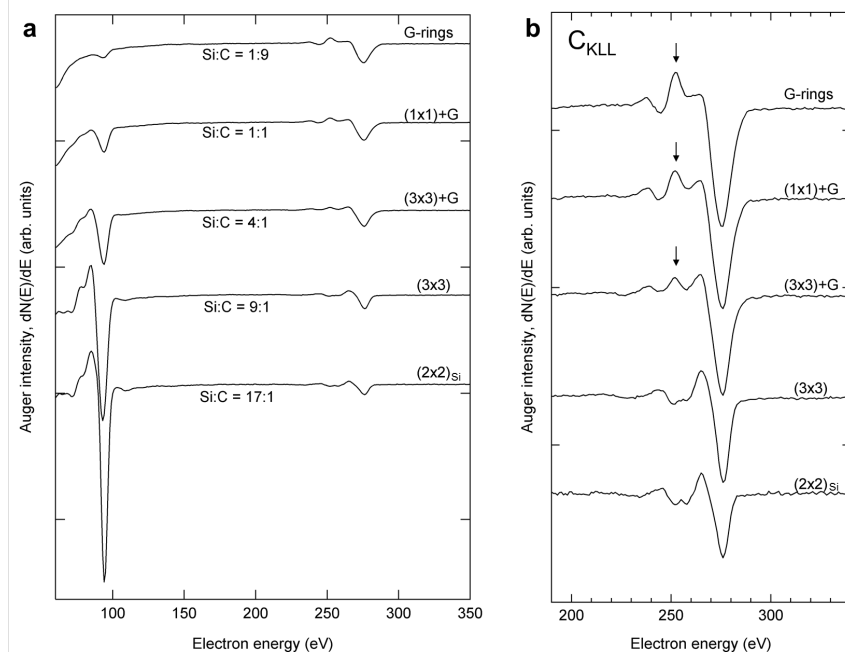 a
G-rings
Si:C = 1:9
(1x1)+G
Si:C = 1:1
(3x3)+G
Si:C = 4:1
(3x3)
Si:C = 9:1
(2x2)Si
Si:C = 17:1
Auger intensity, dN(E)/dE (arb. units)
100 150 200 250 300 350
Electron energy (eV)
b
CKLL
G-rings
(1x1)+G
(3x3)+G
(3x3)
(2x2)Si
Auger intensity, dN(E)/dE (arb. units)
200 250 300
Electron energy (eV)